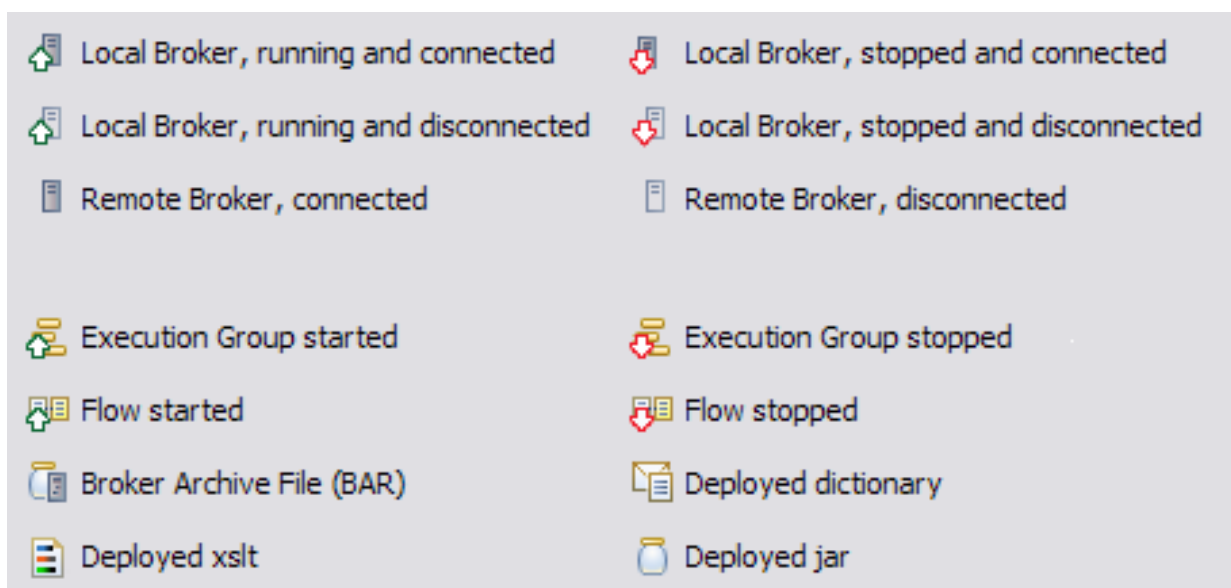 Local Broker, running and connected
Local Broker, stopped and connected
Local Broker, running and disconnected
Local Broker, stopped and disconnected
Remote Broker, connected
Remote Broker, disconnected
Execution Group started
Execution Group stopped
Flow started
Flow stopped
Broker Archive File (BAR)
Deployed dictionary
Deployed xslt
Deployed jar